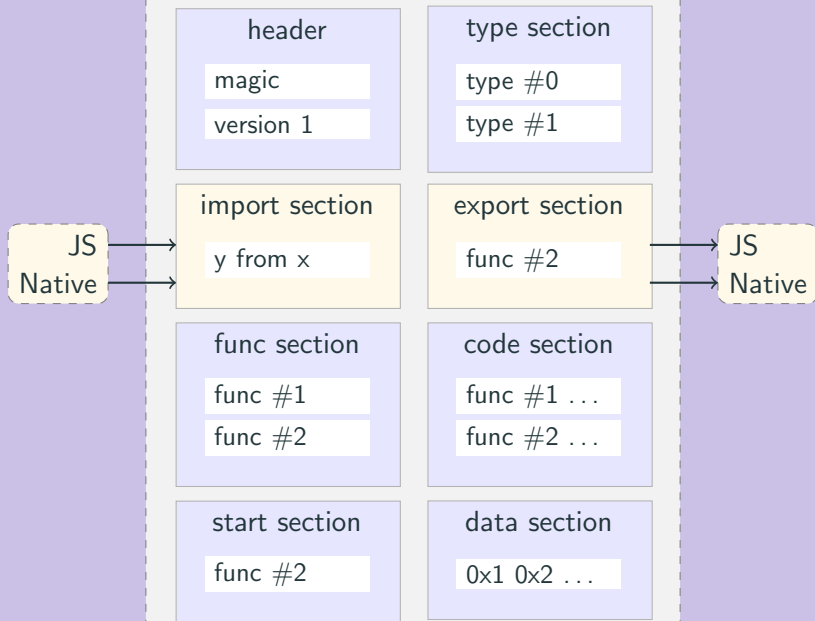 header
magic
version 1
type section
type #0
type #1
JS
Native
import section
y from x
export section
func #2
JS
Native
func section
func #1
func #2
code section
func #1 ...
func #2 ...
start section
func #2
data section
0x1 0x2 ...